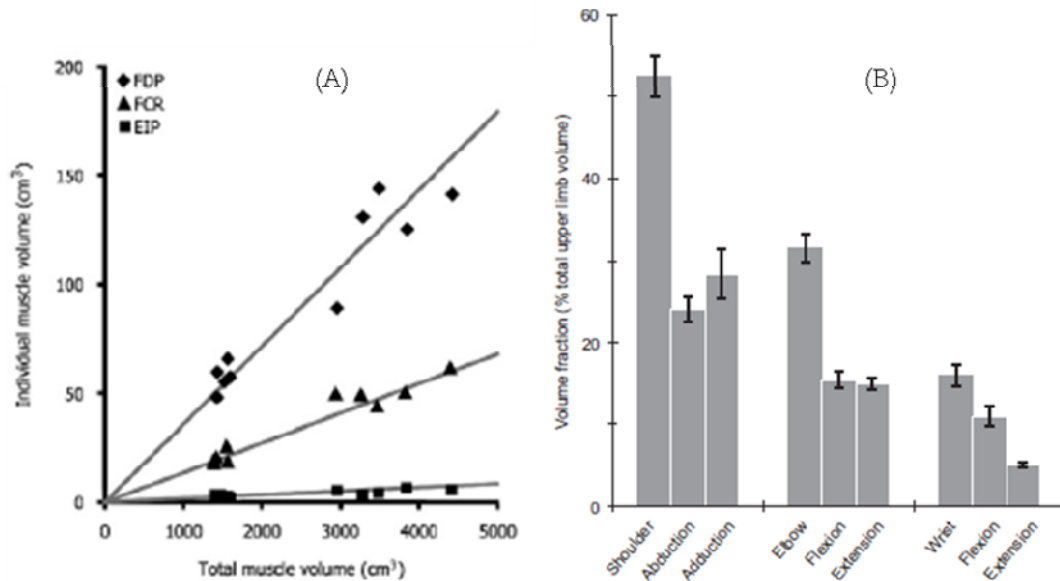 (A)
FDP
FCR
EIP
200
150
100
50
0
0 1000 2000 3000 4000 5000
Individual muscle volume (cm³)
Total muscle volume (cm³)
(B)
60
40
20
0
Volume fraction (% total upper limb volume)
Shoulder
Abduction
Adduction
Elbow
Flexion
Extension
Wrist
Flexion
Extension